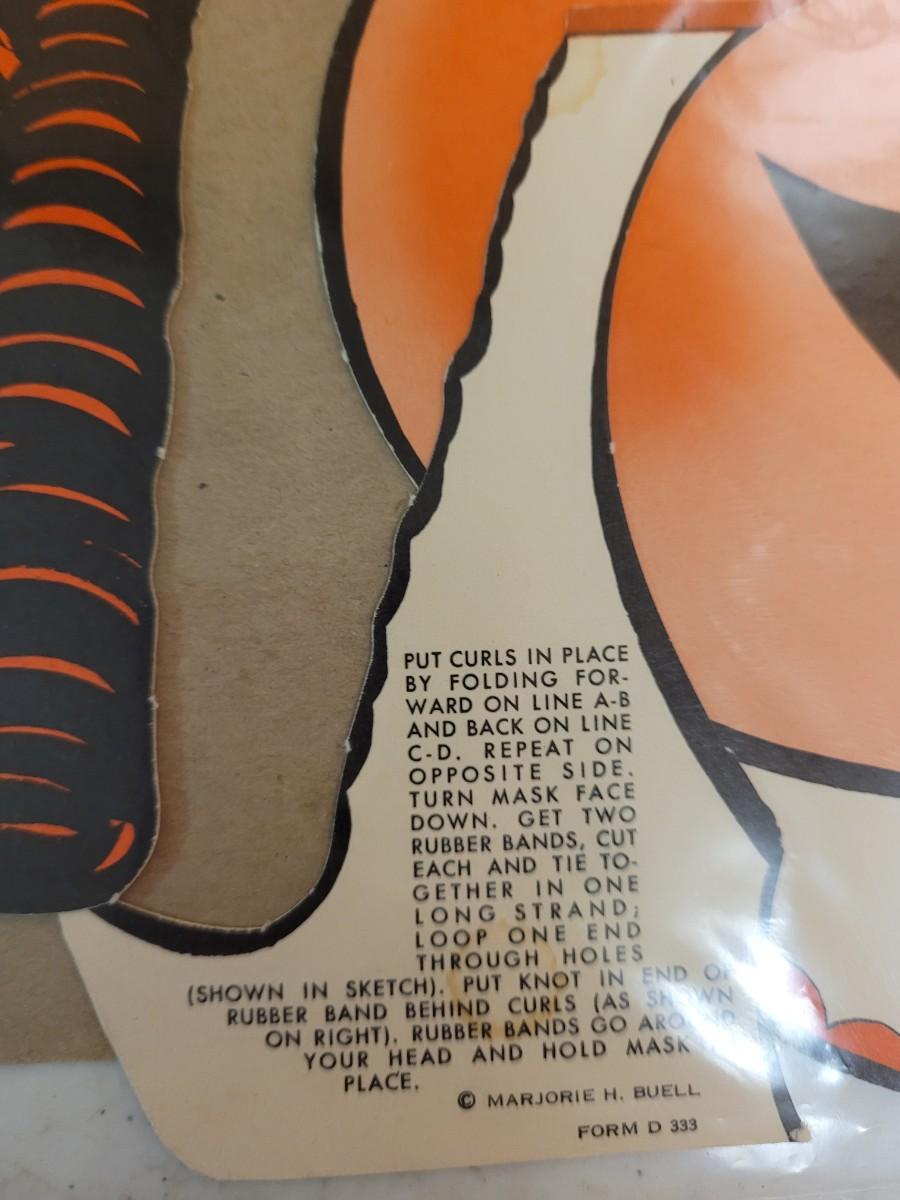 PUT CURLS IN PLACE
BY FOLDING FOR-
WARD ON LINE A-B
AND BACK ON LINE
C-D. REPEAT ON
OPPOSITE SIDE.
TURN MASK FACE
DOWN. GET TWO
RUBBER BANDS, CUT
EACH AND TIE TO-
GETHER IN ONE
LONG STRAND;
LOOP ONE END
THROUGH HOLES
(SHOWN IN SKETCH). PUT KNOT IN END OF
RUBBER BAND BEHIND CURLS (AS SHOWN
ON RIGHT). RUBBER BANDS GO AROUND
YOUR HEAD AND HOLD MASK
PLACE.
© MARJORIE H. BUELL
FORM D 333